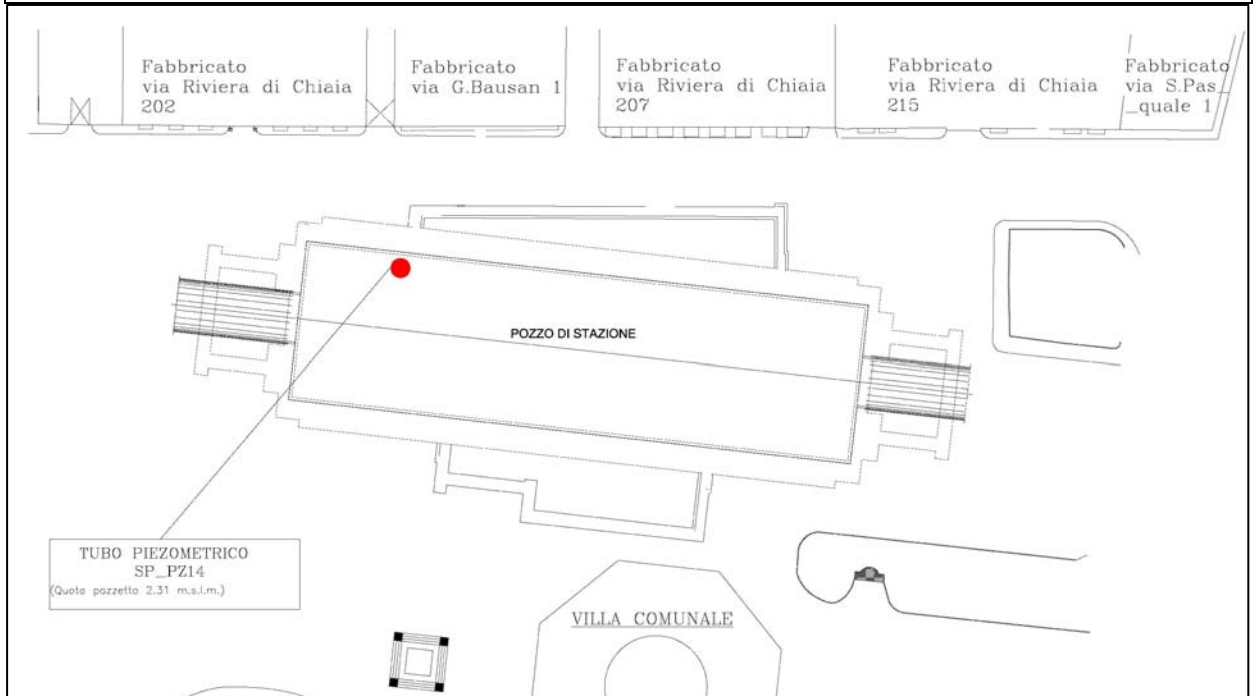 Fabbricato
via Riviera di Chiaia
202
Fabbricato
via G.Bausan 1
Fabbricato
via Riviera di Chiaia
207
Fabbricato
via Riviera di Chiaia
215
Fabbricato
via S.Pas_
_quale 1
POZZO DI STAZIONE
TUBO PIEZOMETRICO
SP_PZ14
(Quota pozzetto 2.31 m.s.l.m.)
VILLA COMUNALE